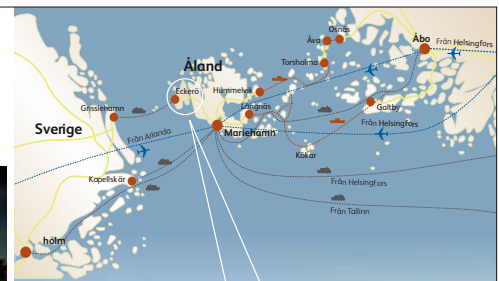 Osnäs
Åva
Åbo
Från Helsingfors
Åland
Torsholma
Eckerö
Hummelvik
Grisslehamn
Långnäs
Galtby
Sverige
Från Arlanda
Mariehamn
Från Helsingfors
Kökar
Kapellskär
Från Helsingfors
Från Tallinn
holm